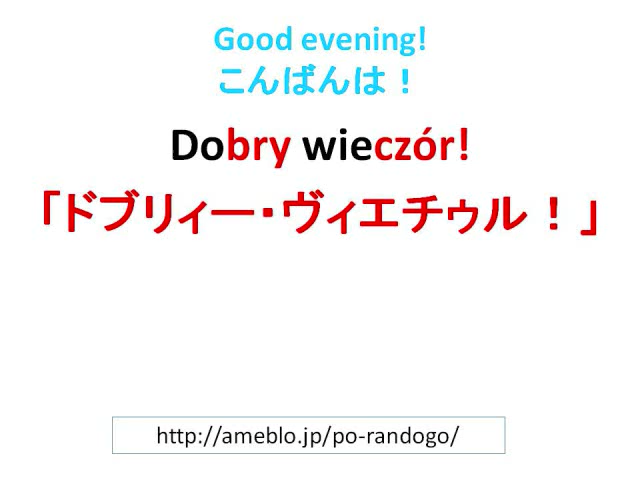 Good evening!
こんばんは！
Dobry wieczór!
「ドブリィー・ヴィエチゥル！」
http://ameblo.jp/po-randogo/